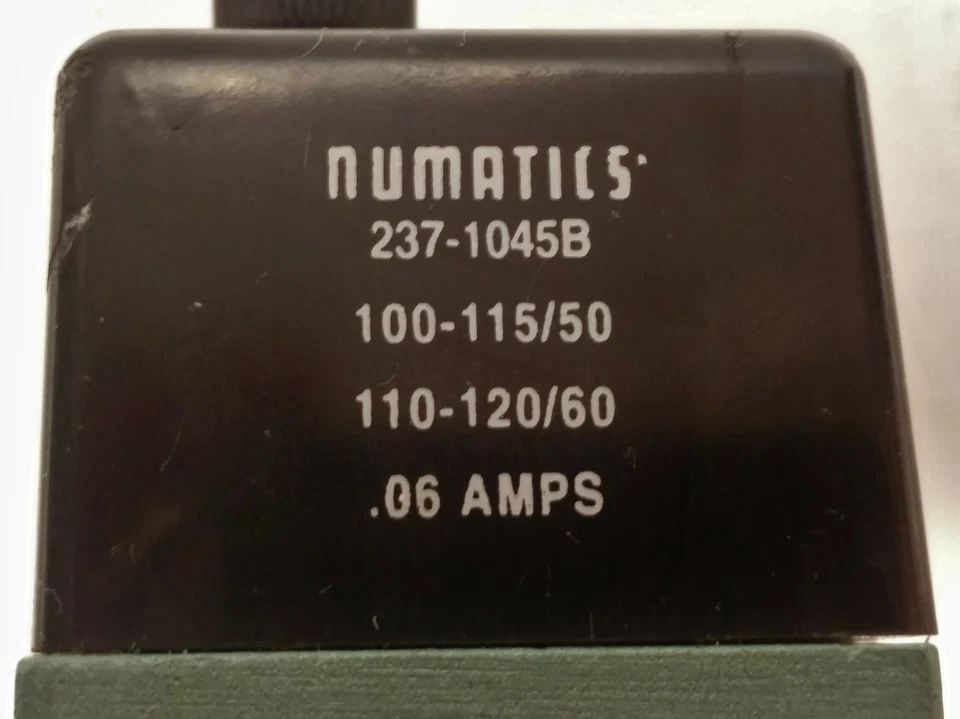 NUMATICS
237-1045B
100-115/50
110-120/60
.06 AMPS